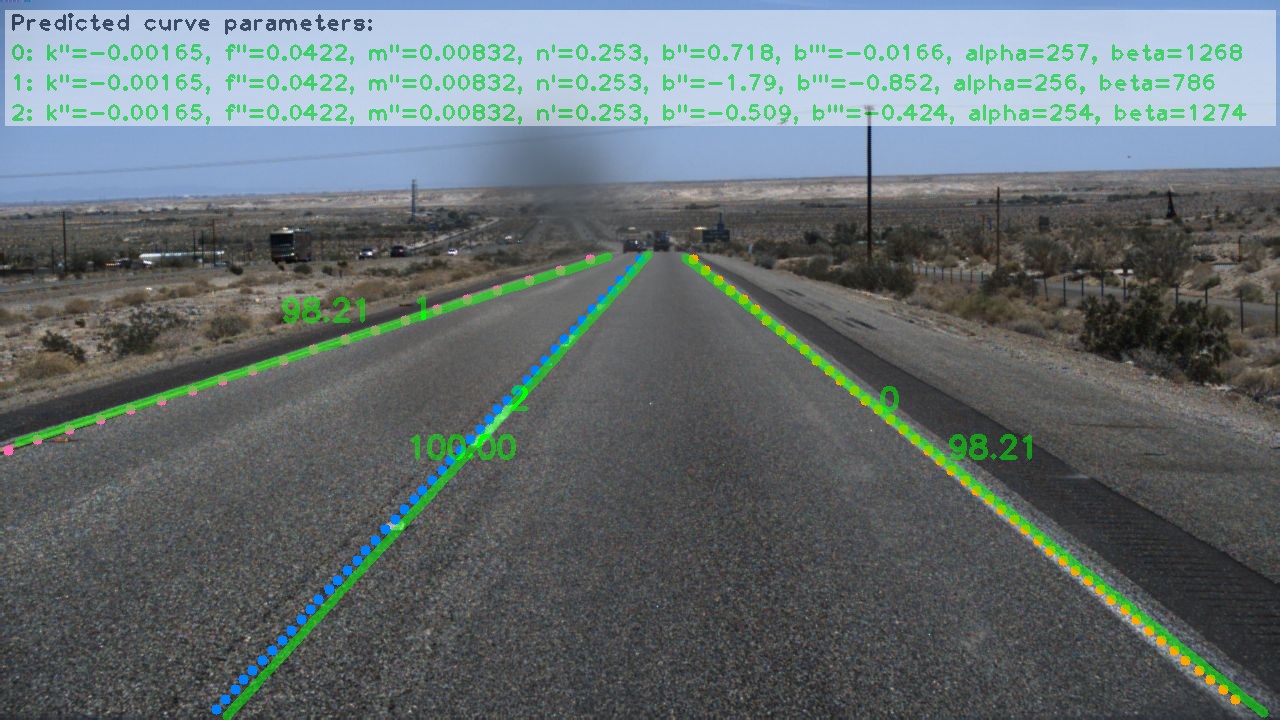 Predicted curve parameters:
0: k''=-0.00165, f''=0.0422, m''=0.00832, n'=0.253, b''=0.718, b'''=-0.0166, alpha=257, beta=1268
1: k''=-0.00165, f''=0.0422, m''=0.00832, n'=0.253, b''=-1.79, b'''=-0.852, alpha=256, beta=786
2: k''=-0.00165, f''=0.0422, m''=0.00832, n'=0.253, b''=-0.509, b'''=-0.424, alpha=254, beta=1274
98.21 1
2 0
100.00 98.21